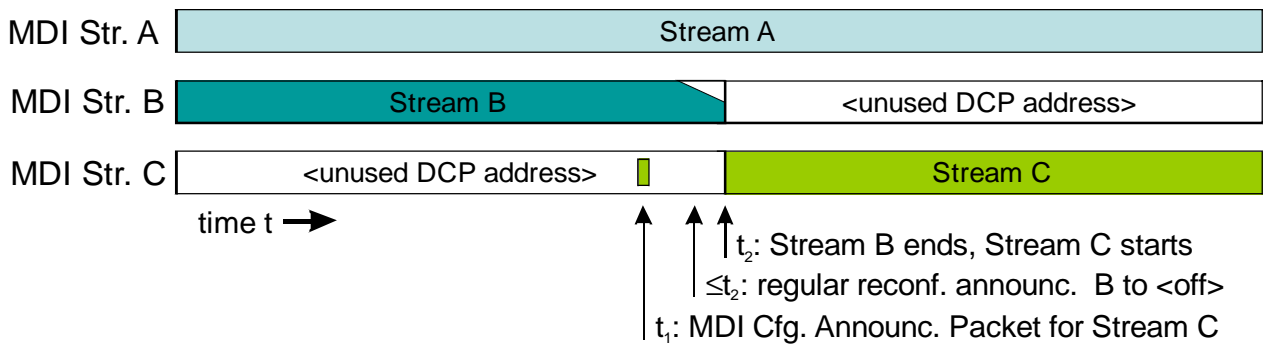 MDI Str. A Stream A
MDI Str. B Stream B <unused DCP address>
MDI Str. C <unused DCP address> Stream C
time t
t₂: Stream B ends, Stream C starts
≤t₂: regular reconf. announc. B to <off>
t₁: MDI Cfg. Announc. Packet for Stream C